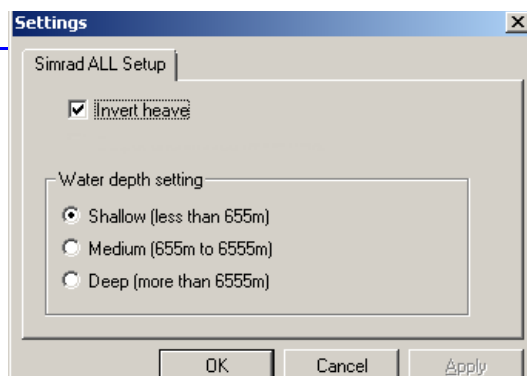 Settings
Simrad ALL Setup
Invert heave
Water depth setting
Shallow (less than 655m)
Medium (655m to 6555m)
Deep (more than 6555m)
OK Cancel Apply